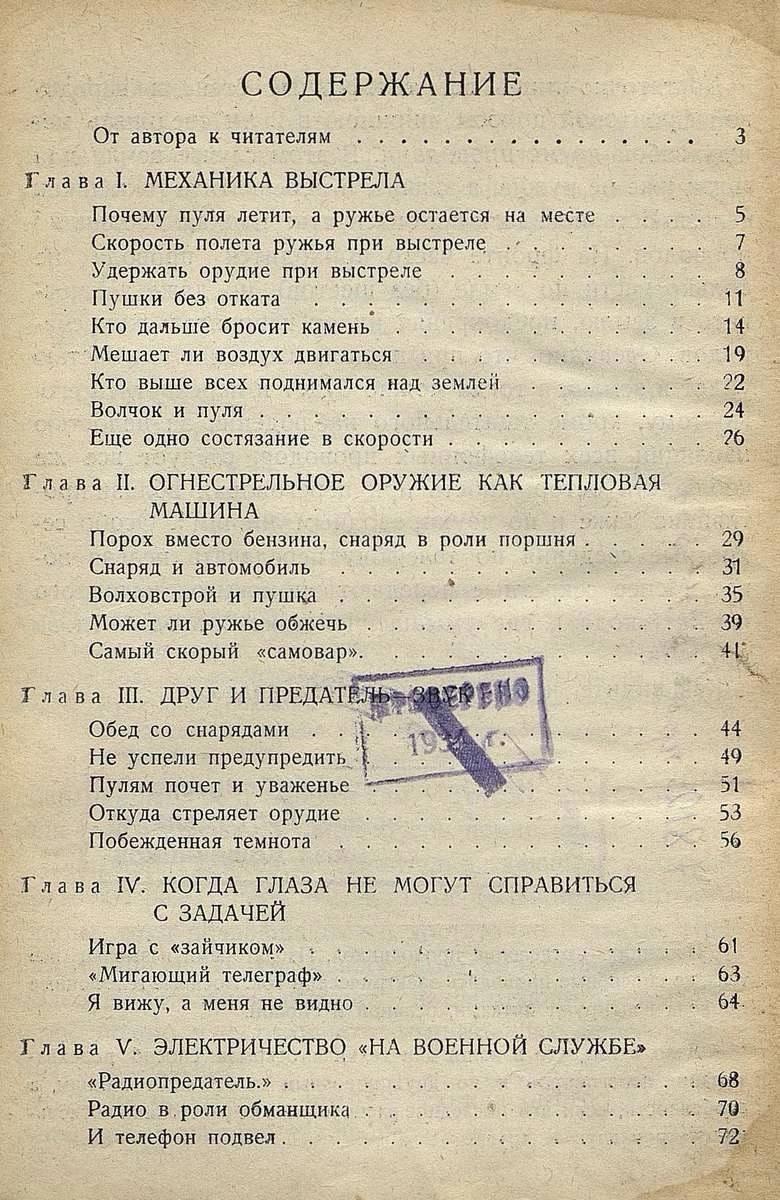 СОДЕРЖАНИЕ
От автора к читателям . . . . . . . . . . . . . . . . . 3
Глава I. МЕХАНИКА ВЫСТРЕЛА
Почему пуля летит, а ружье остается на месте . . . . 5
Скорость полета ружья при выстреле . . . . . . . . . 7
Удержать орудие при выстреле . . . . . . . . . . . . 8
Пушки без отката . . . . . . . . . . . . . . . . . . 11
Кто дальше бросит камень . . . . . . . . . . . . . . 14
Мешает ли воздух двигаться . . . . . . . . . . . . . 19
Кто выше всех поднимался над землей . . . . . . . . 22
Волчок и пуля . . . . . . . . . . . . . . . . . . . . 24
Еще одно состязание в скорости . . . . . . . . . . . 26
Глава II. ОГНЕСТРЕЛЬНОЕ ОРУЖИЕ КАК ТЕПЛОВАЯ
МАШИНА
Порох вместо бензина, снаряд в роли поршня . . . . . 29
Снаряд и автомобиль . . . . . . . . . . . . . . . . 31
Волховстрой и пушка . . . . . . . . . . . . . . . . 35
Может ли ружье обжечь . . . . . . . . . . . . . . . 39
Самый скорый «самовар». . . . . . . . . . . . . . . 41
Глава III. ДРУГ И ПРЕДАТЕЛЬ—ЗВУК
Обед со снарядами . . . . . . . . . . . . . . . . . 44
Не успели предупредить . . . . . . . . . . . . . . . 49
Пулям почет и уваженье . . . . . . . . . . . . . . . 51
Откуда стреляет орудие . . . . . . . . . . . . . . . 53
Побежденная темнота . . . . . . . . . . . . . . . . 56
Глава IV. КОГДА ГЛАЗА НЕ МОГУТ СПРАВИТЬСЯ
С ЗАДАЧЕЙ
Игра с «зайчиком» . . . . . . . . . . . . . . . . . 61
«Мигающий телеграф» . . . . . . . . . . . . . . . . 63
Я вижу, а меня не видно . . . . . . . . . . . . . . 64
Глава V. ЭЛЕКТРИЧЕСТВО «НА ВОЕННОЙ СЛУЖБЕ»
«Радиопредатель.» . . . . . . . . . . . . . . . . . 68
Радио в роли обманщика . . . . . . . . . . . . . . . 70
И телефон подвел . . . . . . . . . . . . . . . . . . 72